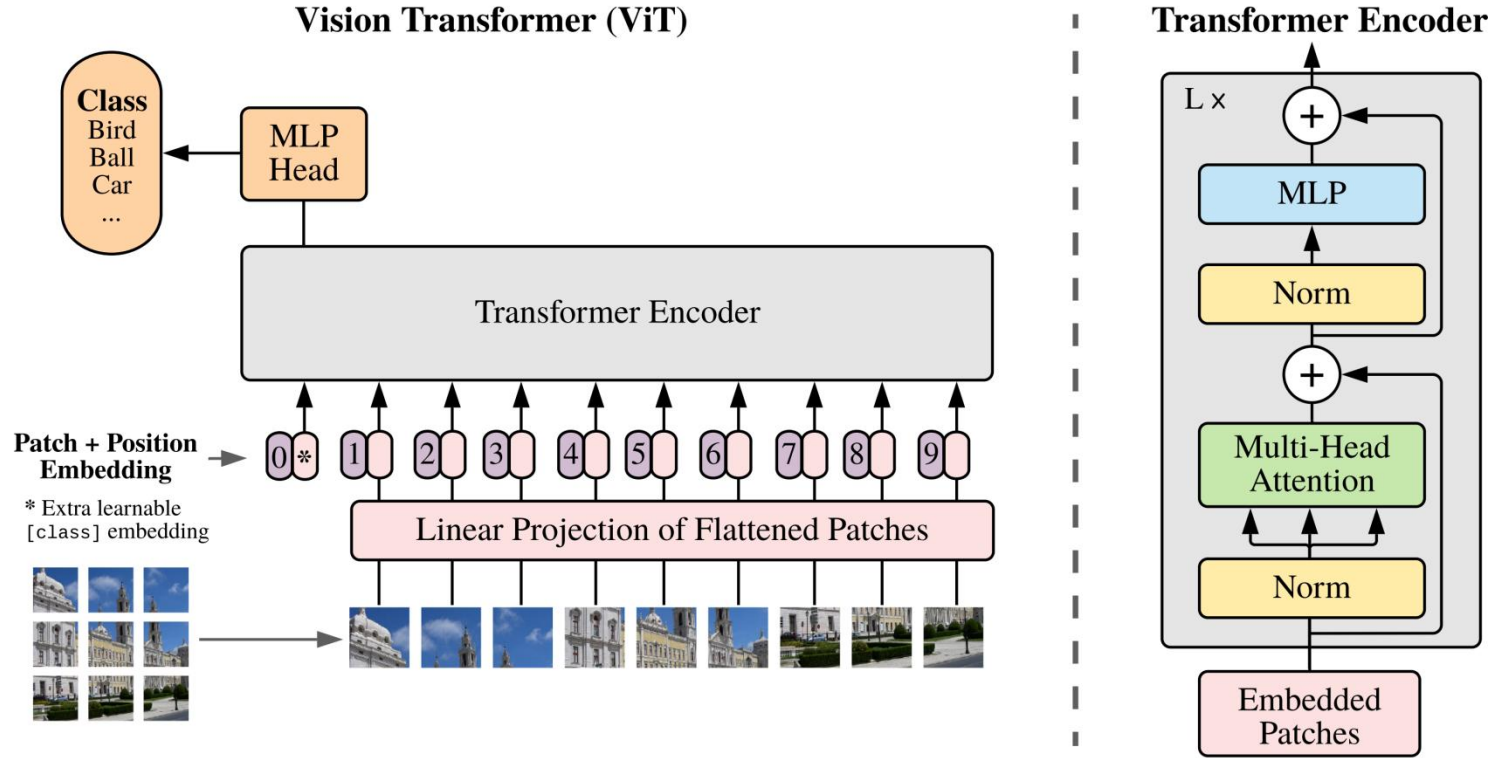 Vision Transformer (ViT)
Class
Bird
Ball
Car
...
MLP
Head
Transformer Encoder
Patch + Position
Embedding
0 * 1 2 3 4 5 6 7 8 9
* Extra learnable
[class] embedding
Linear Projection of Flattened Patches
Transformer Encoder
L ×
+
MLP
Norm
+
Multi-Head
Attention
Norm
Embedded
Patches